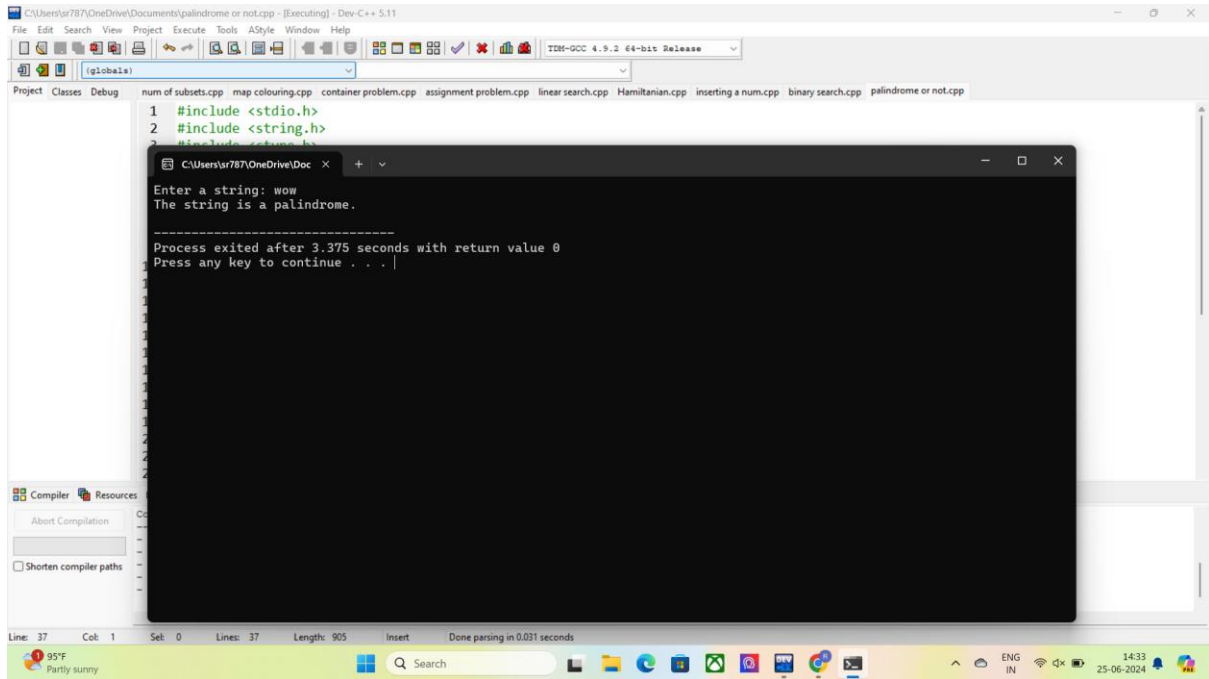 C:\Users\sr787\OneDrive\Documents\palindrome or not.cpp - [Executing] - Dev-C++ 5.11
File Edit Search View Project Execute Tools AStyle Window Help
TDM-GCC 4.9.2 64-bit Release
(globals)
Project Classes Debug num of subsets.cpp map colouring.cpp container problem.cpp assignment problem.cpp linear search.cpp Hamiltanian.cpp inserting a num.cpp binary search.cpp palindrome or not.cpp
1 #include <stdio.h>
2 #include <string.h>
C:\Users\sr787\OneDrive\Doc
Enter a string: wow
The string is a palindrome.
--------------------------------
Process exited after 3.375 seconds with return value 0
Press any key to continue . . .
Compiler Resources
Abort Compilation
Shorten compiler paths
Line: 37 Col: 1 Sel: 0 Lines: 37 Length: 905 Insert Done parsing in 0.031 seconds
1
95°F
Partly sunny
Search
DEV
ENG
IN
14:33
25-06-2024
PRE